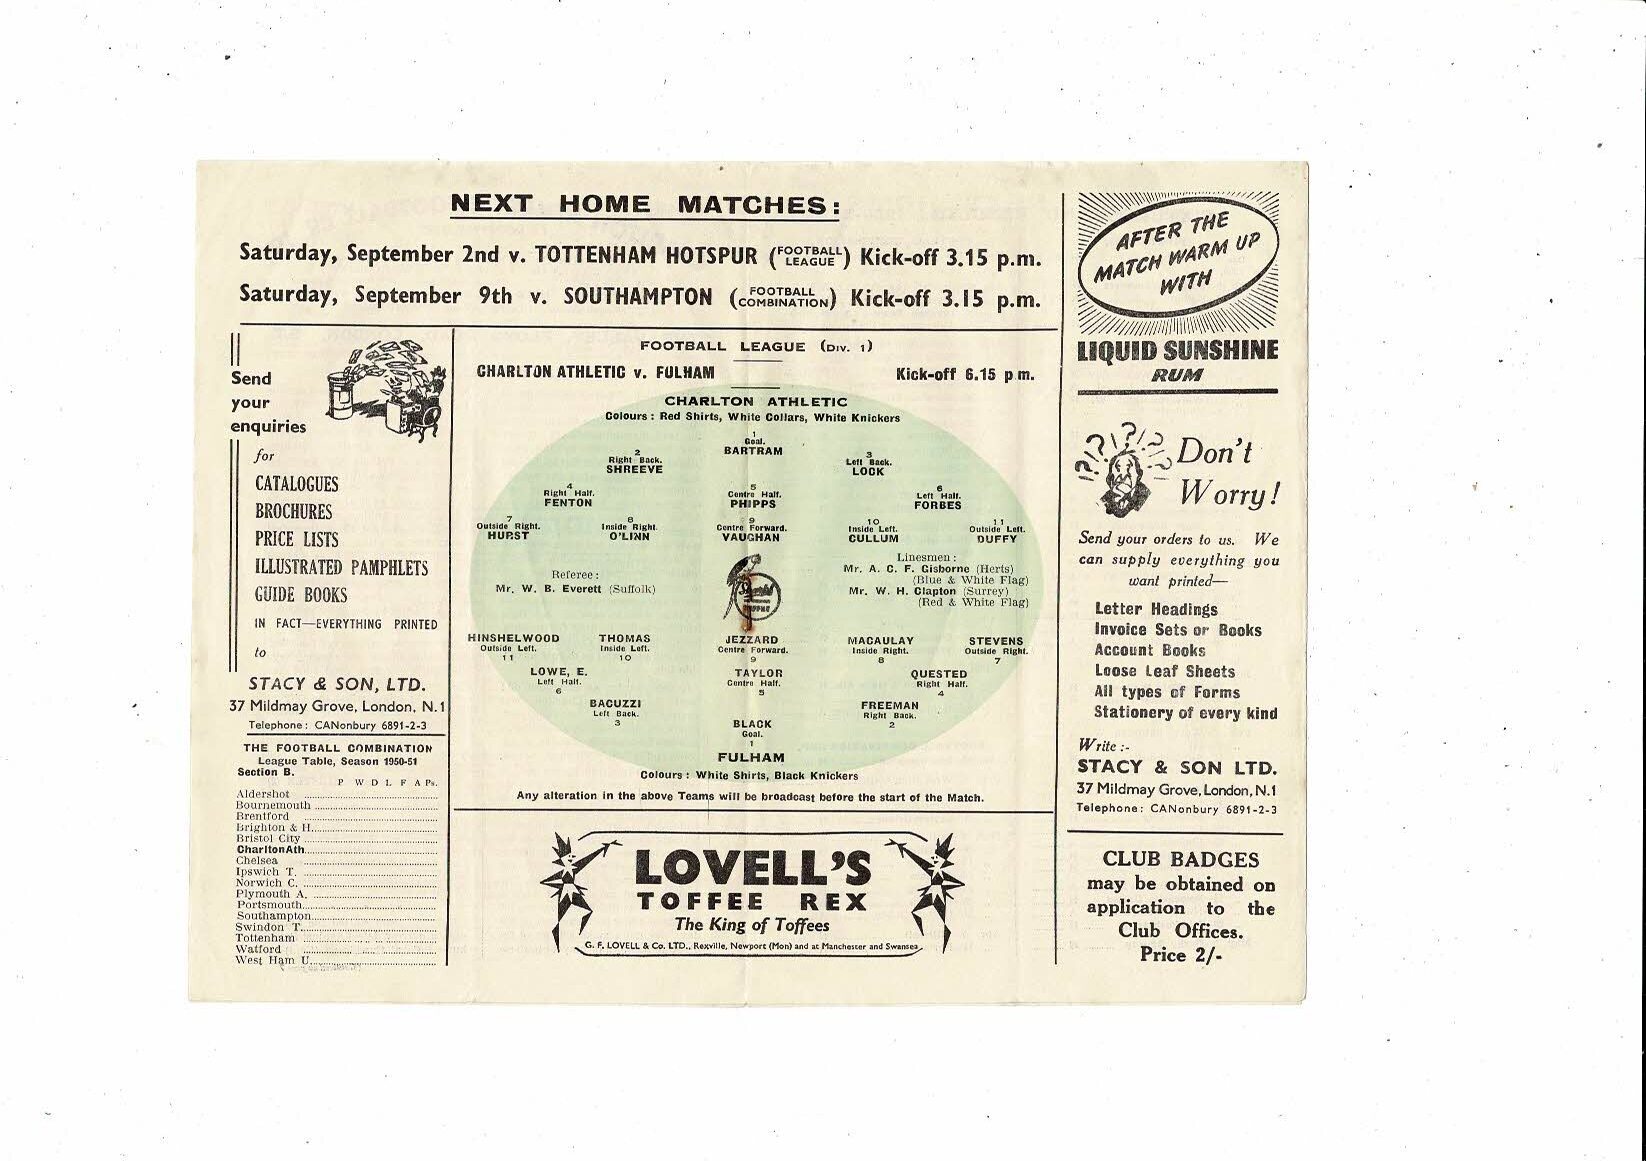 NEXT HOME MATCHES:
Saturday, September 2nd v. TOTTENHAM HOTSPUR (FOOTBALL LEAGUE) Kick-off 3.15 p.m.
Saturday, September 9th v. SOUTHAMPTON (FOOTBALL COMBINATION) Kick-off 3.15 p.m.
Send
your
enquiries
for
CATALOGUES
BROCHURES
PRICE LISTS
ILLUSTRATED PAMPHLETS
GUIDE BOOKS
IN FACT—EVERYTHING PRINTED
to
STACY & SON, LTD.
37 Mildmay Grove, London, N.1
Telephone: CANonbury 6891-2-3
THE FOOTBALL COMBINATION
League Table, Season 1950-51
Section B.
P W D L F A Ps.
Aldershot
Bournemouth
Brentford
Brighton & H.
Bristol City
Charlton Ath.
Chelsea
Ipswich T.
Norwich C.
Plymouth A.
Portsmouth
Southampton
Swindon T.
Tottenham
Watford
West Ham U.
FOOTBALL LEAGUE (DIV. 1)
CHARLTON ATHLETIC v. FULHAM Kick-off 6.15 p.m.
CHARLTON ATHLETIC
Colours: Red Shirts, White Collars, White Knickers
1
Goal.
BARTRAM
2
Right Back.
SHREEVE
3
Left Back.
LOCK
4
Right Half.
FENTON
5
Centre Half.
PHIPPS
6
Left Half.
FORBES
7
Outside Right.
HURST
8
Inside Right.
O'LINN
9
Centre Forward.
VAUGHAN
10
Inside Left.
CULLUM
11
Outside Left.
DUFFY
Referee:
Mr. W. B. Everett (Suffolk)
Linesmen:
Mr. A. C. F. Gisborne (Herts)
(Blue & White Flag)
Mr. W. H. Clapton (Surrey)
(Red & White Flag)
HINSHELWOOD
Outside Left.
11
THOMAS
Inside Left.
10
JEZZARD
Centre Forward.
9
MACAULAY
Inside Right.
8
STEVENS
Outside Right.
7
LOWE, E.
Left Half.
6
TAYLOR
Centre Half.
5
QUESTED
Right Half.
4
BACUZZI
Left Back.
3
FREEMAN
Right Back.
2
BLACK
Goal.
1
FULHAM
Colours: White Shirts, Black Knickers
Any alteration in the above Teams will be broadcast before the start of the Match.
LOVELL'S
TOFFEE REX
The King of Toffees
G. F. LOVELL & Co. LTD., Rexville, Newport (Mon) and at Manchester and Swansea
AFTER THE
MATCH WARM UP
WITH
LIQUID SUNSHINE
RUM
Don't
Worry!
Send your orders to us. We
can supply everything you
want printed—
Letter Headings
Invoice Sets or Books
Account Books
Loose Leaf Sheets
All types of Forms
Stationery of every kind
Write:-
STACY & SON LTD.
37 Mildmay Grove, London, N.1
Telephone: CANonbury 6891-2-3
CLUB BADGES
may be obtained on
application to the
Club Offices.
Price 2/-